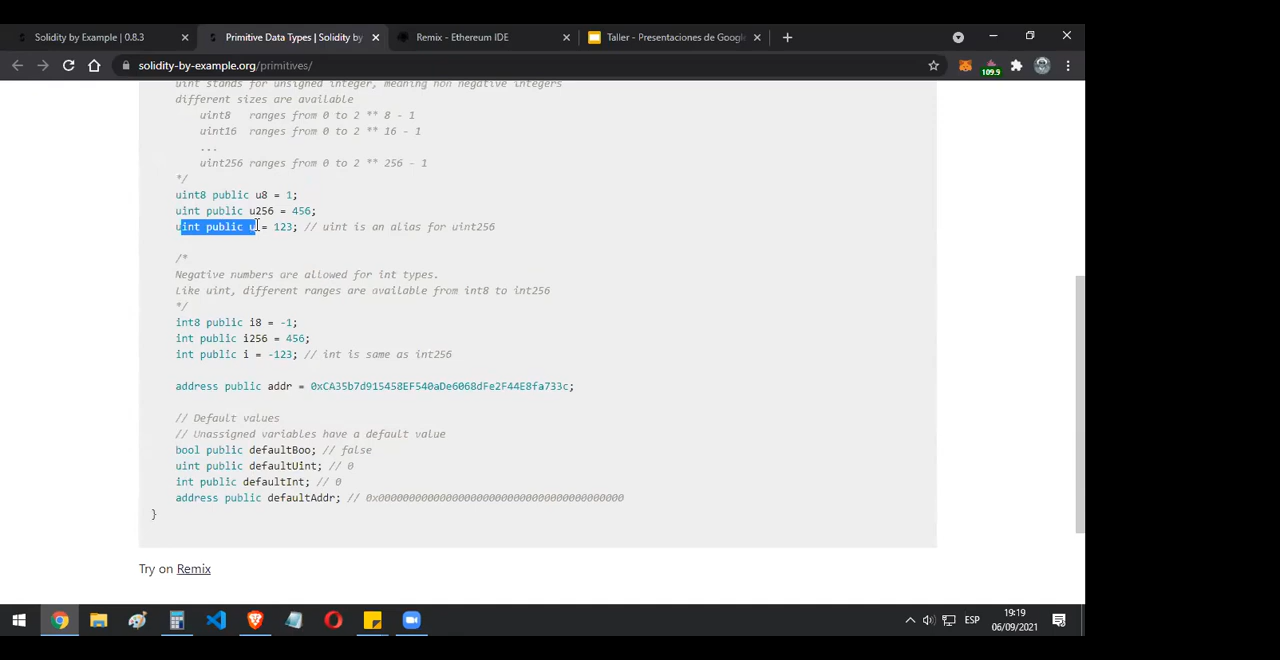 Solidity by Example | 0.8.3
Primitive Data Types | Solidity by
Remix - Ethereum IDE
Taller - Presentaciones de Google
solidity-by-example.org/primitives/
109.9
uint stands for unsigned integer, meaning non negative integers
different sizes are available
uint8 ranges from 0 to 2 ** 8 - 1
uint16 ranges from 0 to 2 ** 16 - 1
...
uint256 ranges from 0 to 2 ** 256 - 1
*/
uint8 public u8 = 1;
uint public u256 = 456;
uint public u = 123; // uint is an alias for uint256
/*
Negative numbers are allowed for int types.
Like uint, different ranges are available from int8 to int256
*/
int8 public i8 = -1;
int public i256 = 456;
int public i = -123; // int is same as int256
address public addr = 0xCA35b7d915458EF540aDe6068dFe2F44E8fa733c;
// Default values
// Unassigned variables have a default value
bool public defaultBoo; // false
uint public defaultUint; // 0
int public defaultInt; // 0
address public defaultAddr; // 0x0000000000000000000000000000000000000000
}
Try on Remix
ESP
19:19
06/09/2021